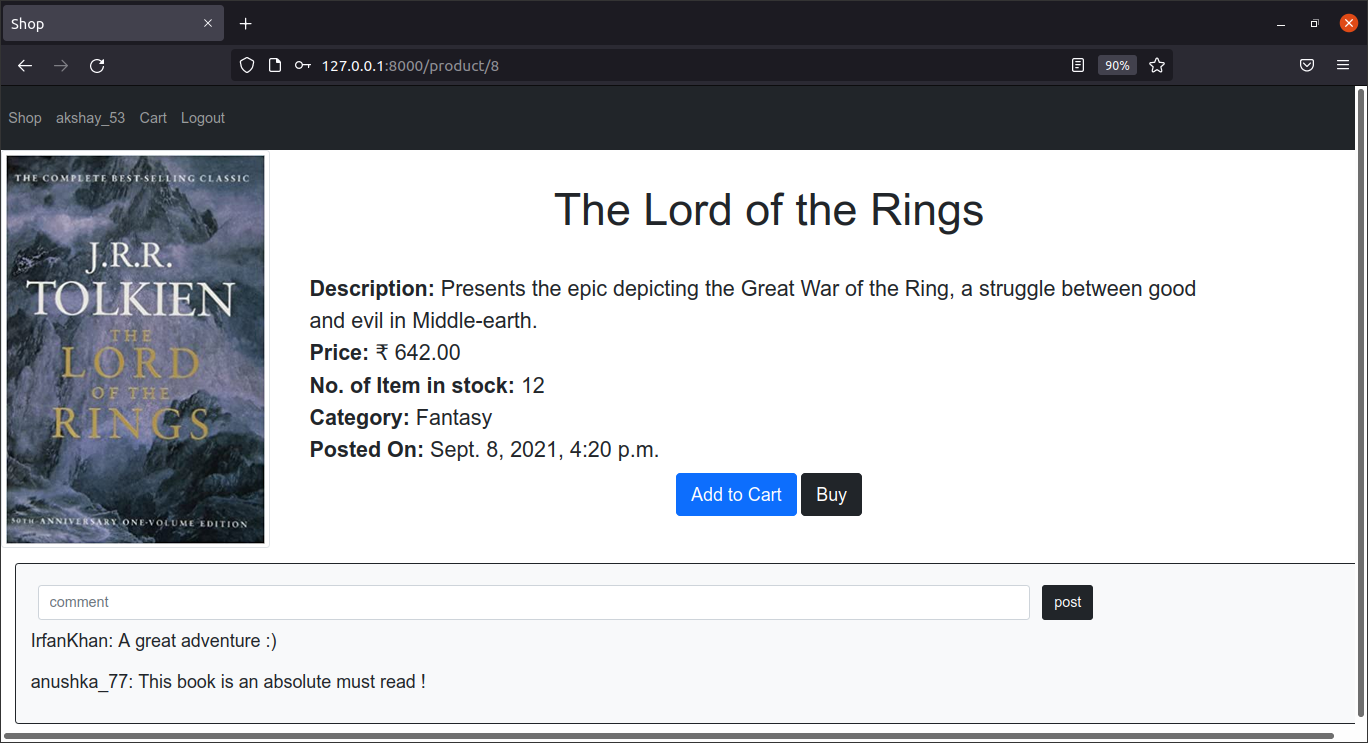 Shop
127.0.0.1:8000/product/8
90%
Shop akshay_53 Cart Logout
THE COMPLETE BEST-SELLING CLASSIC
J.R.R.
TOLKIEN
THE
LORD
OF THE
RINGS
50TH ANNIVERSARY ONE-VOLUME EDITION
The Lord of the Rings
Description: Presents the epic depicting the Great War of the Ring, a struggle between good
and evil in Middle-earth.
Price: ₹ 642.00
No. of Item in stock: 12
Category: Fantasy
Posted On: Sept. 8, 2021, 4:20 p.m.
Add to Cart Buy
comment post
IrfanKhan: A great adventure :)
anushka_77: This book is an absolute must read !